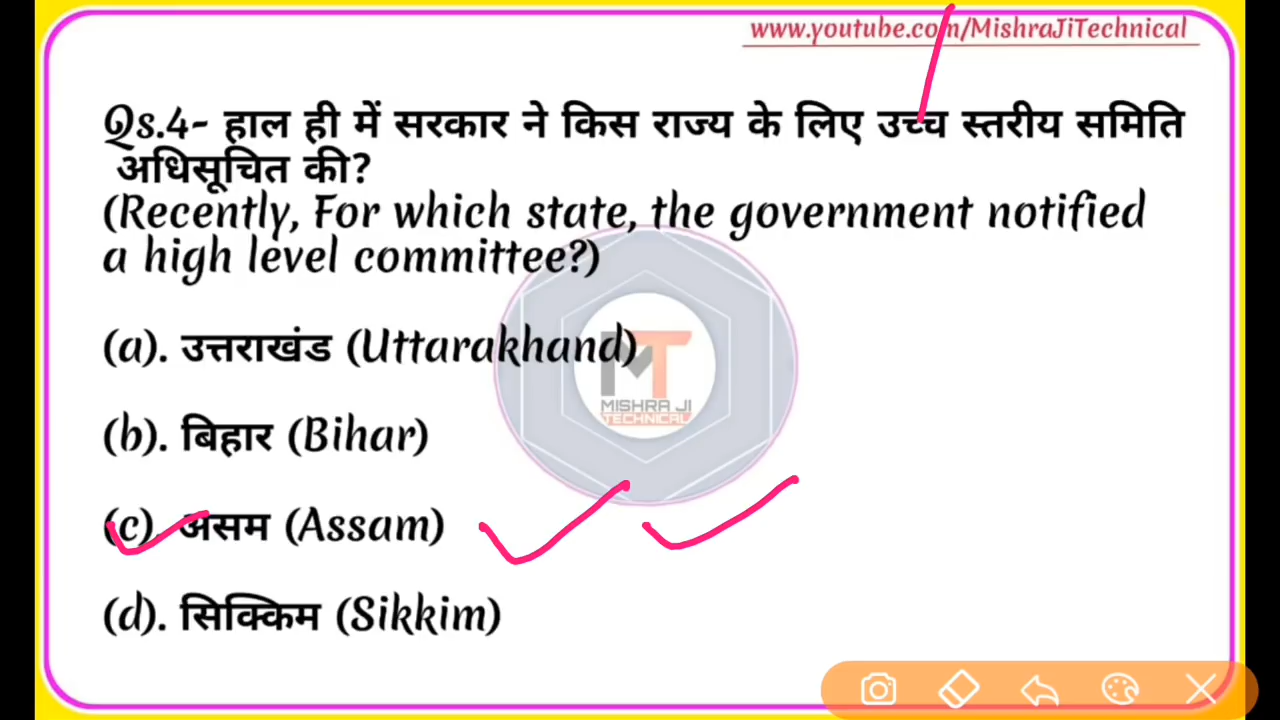 www.youtube.com/MishraJiTechnical
Qs.4- हाल ही में सरकार ने किस राज्य के लिए उच्च स्तरीय समिति
अधिसूचित की?
(Recently, For which state, the government notified
a high level committee?)
(a). उत्तराखंड (Uttarakhand)
MT
MISHRA JI
TECHNICAL
(b). बिहार (Bihar)
(c). असम (Assam)
(d). सिक्किम (Sikkim)